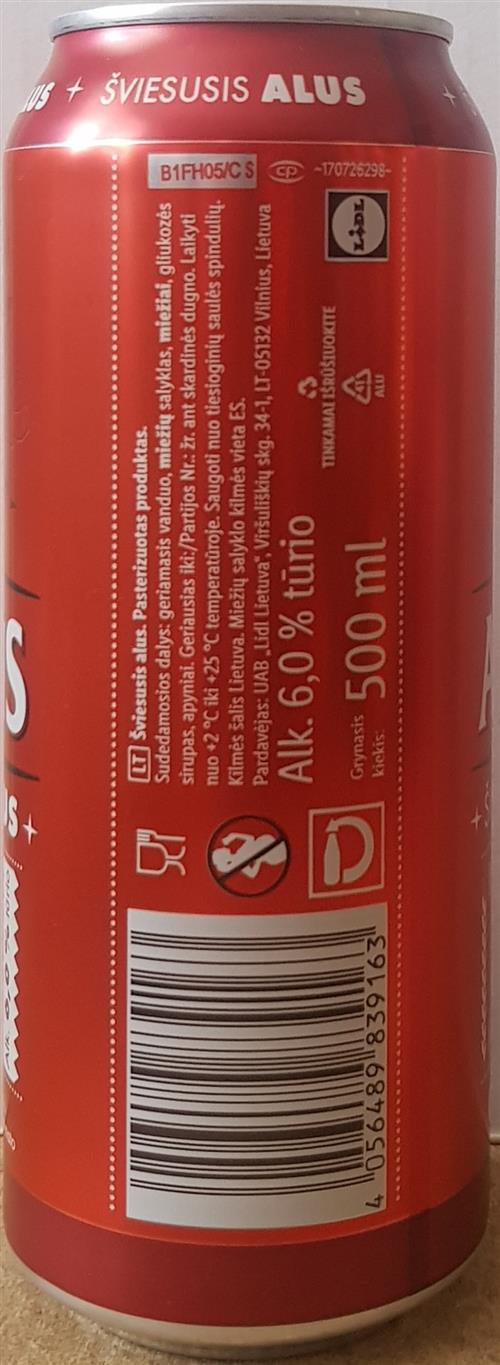 ŠVIESUSIS ALUS
B1FH05/C S
CP
-170726298-
LT Šviesusis alus. Pasterizuotas produktas.
Sudedamosios dalys: geriamasis vanduo, miežių salyklas, miežiai, gliukozės
sirupas, apyniai. Geriausias iki:/Partijos Nr.: žr. ant skardinės dugno. Laikyti
nuo +2 °C iki +25 °C temperatūroje. Saugoti nuo tiesioginių saulės spindulių.
Kilmės šalis Lietuva. Miežių salyklo kilmės vieta ES.
Pardavėjas: UAB „Lidl Lietuva", Viršuliškių skg. 34-1, LT-05132 Vilnius, Lietuva
Alk. 6,0 % tūrio
Grynasis
kiekis:
500 ml
TINKAMAI IŠRŪŠIUOKITE
41
ALU
LIDL
4 056489 839163